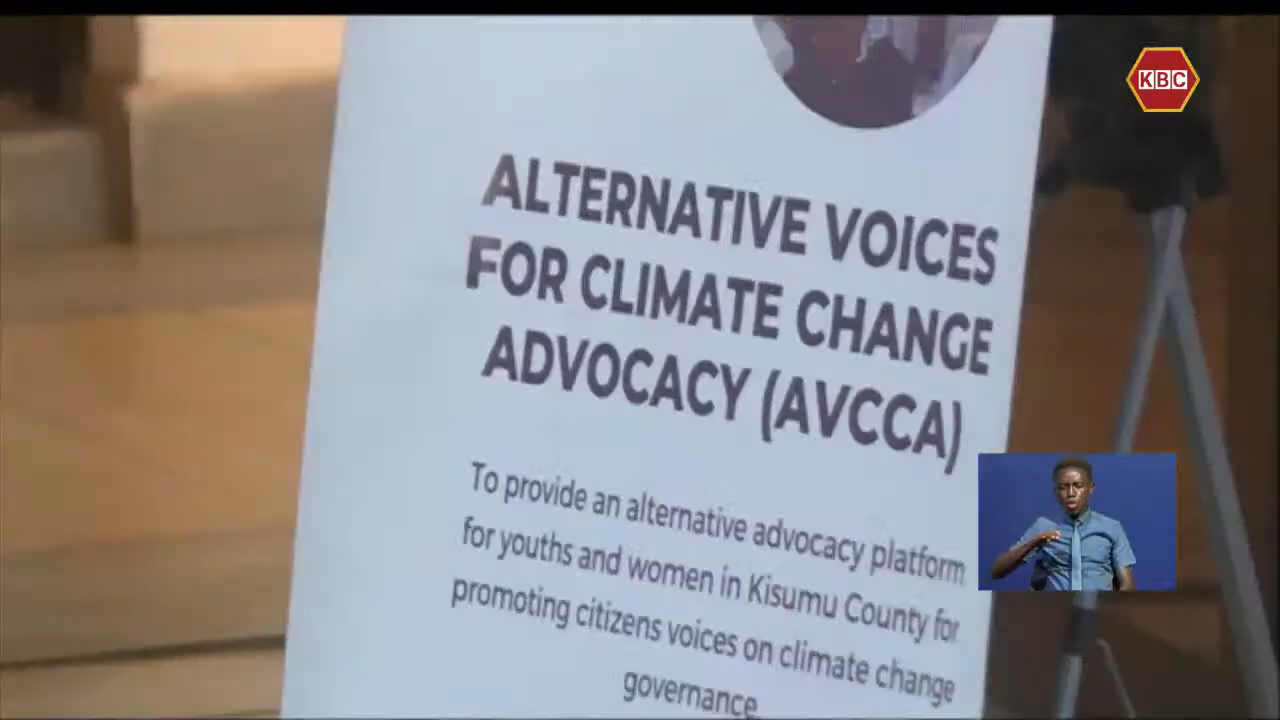 KBC
ALTERNATIVE VOICES
FOR CLIMATE CHANGE
ADVOCACY (AVCCA)
To provide an alternative advocacy platform
for youths and women in Kisumu County for
promoting citizens voices on climate change
governance.